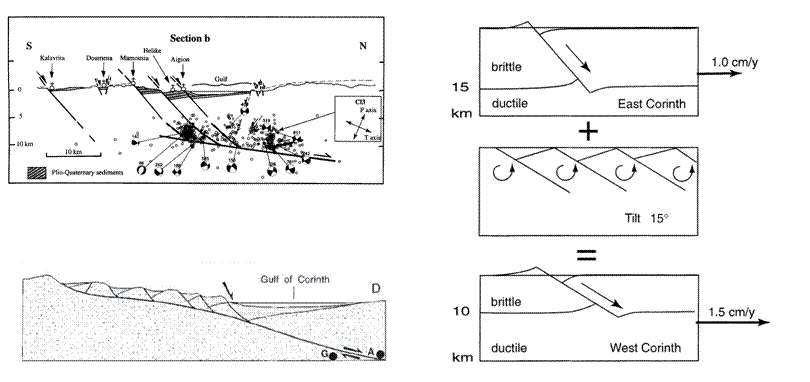 Section b
S
N
Kalavrita
Doumena
Mamousia
Helike
Aigion
Gulf
0
5
10 km
10 km
C13
P axis
T axis
Plio-Quaternary sediments
Gulf of Corinth
D
G
A
brittle
1.0 cm/y
15
km
ductile
East Corinth
+
Tilt 15°
=
brittle
10
1.5 cm/y
ductile
West Corinth
km